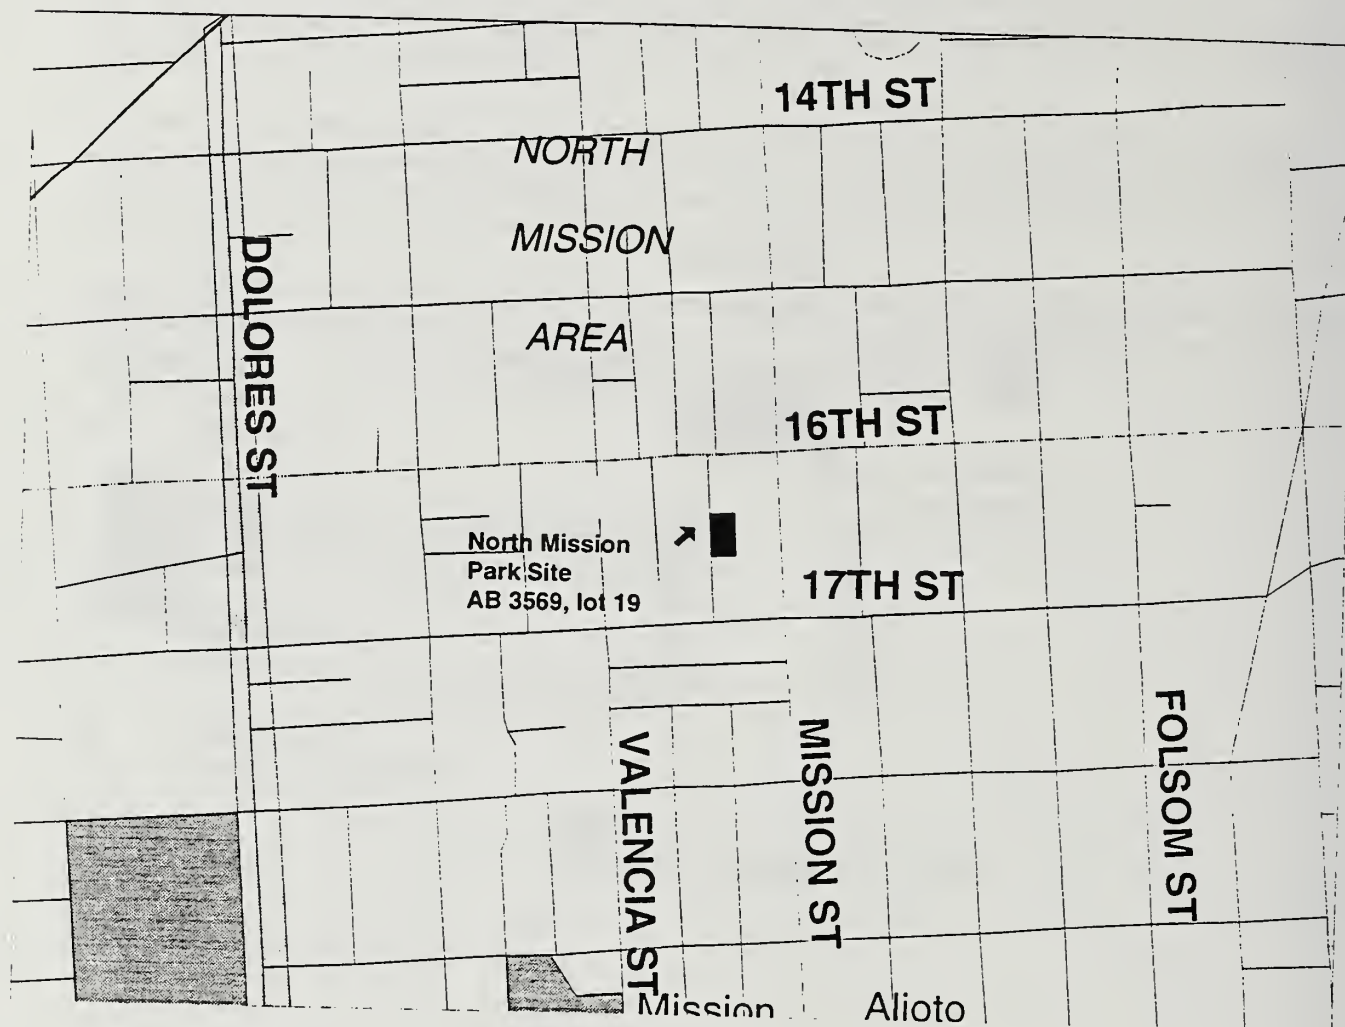 14TH ST
NORTH
MISSION
AREA
DOLORES ST
16TH ST
North Mission
Park Site
AB 3569, lot 19
17TH ST
VALENCIA ST
MISSION ST
FOLSOM ST
Mission
Alioto